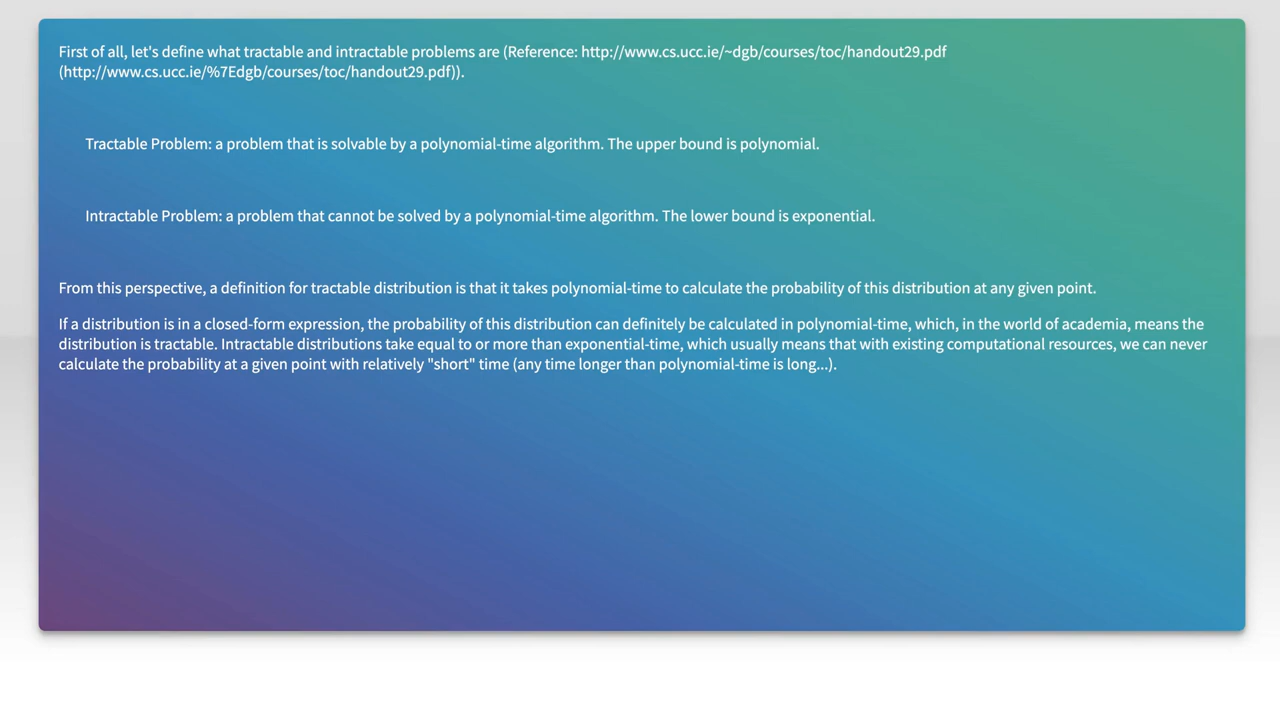 First of all, let's define what tractable and intractable problems are (Reference: http://www.cs.ucc.ie/~dgb/courses/toc/handout29.pdf
(http://www.cs.ucc.ie/%7Edgb/courses/toc/handout29.pdf)).
Tractable Problem: a problem that is solvable by a polynomial-time algorithm. The upper bound is polynomial.
Intractable Problem: a problem that cannot be solved by a polynomial-time algorithm. The lower bound is exponential.
From this perspective, a definition for tractable distribution is that it takes polynomial-time to calculate the probability of this distribution at any given point.
If a distribution is in a closed-form expression, the probability of this distribution can definitely be calculated in polynomial-time, which, in the world of academia, means the
distribution is tractable. Intractable distributions take equal to or more than exponential-time, which usually means that with existing computational resources, we can never
calculate the probability at a given point with relatively "short" time (any time longer than polynomial-time is long...).